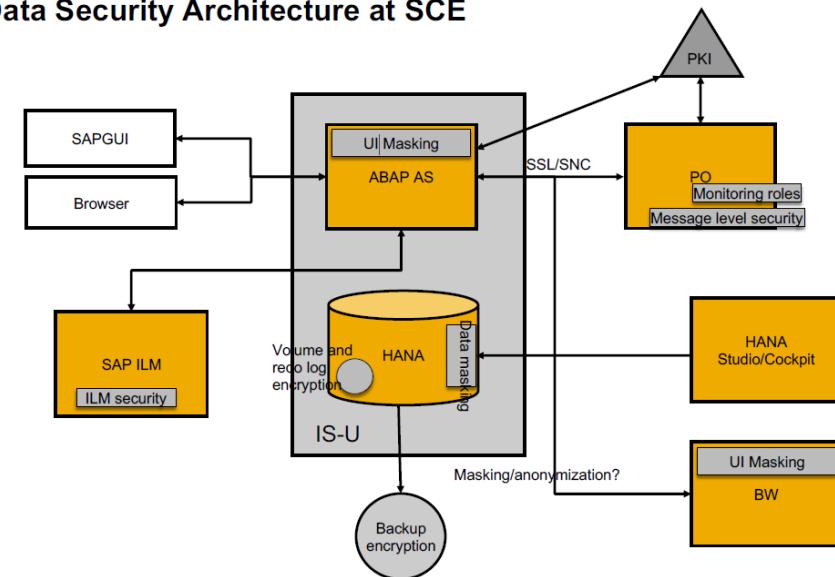 ata Security Architecture at SCE
PKI
SAPGUI
Browser
UI Masking
ABAP AS
SSL/SNC
PO
Monitoring roles
Message level security
SAP ILM
ILM security
Volume and
redo log
encryption
HANA
Data masking
IS-U
HANA
Studio/Cockpit
Masking/anonymization?
UI Masking
BW
Backup
encryption